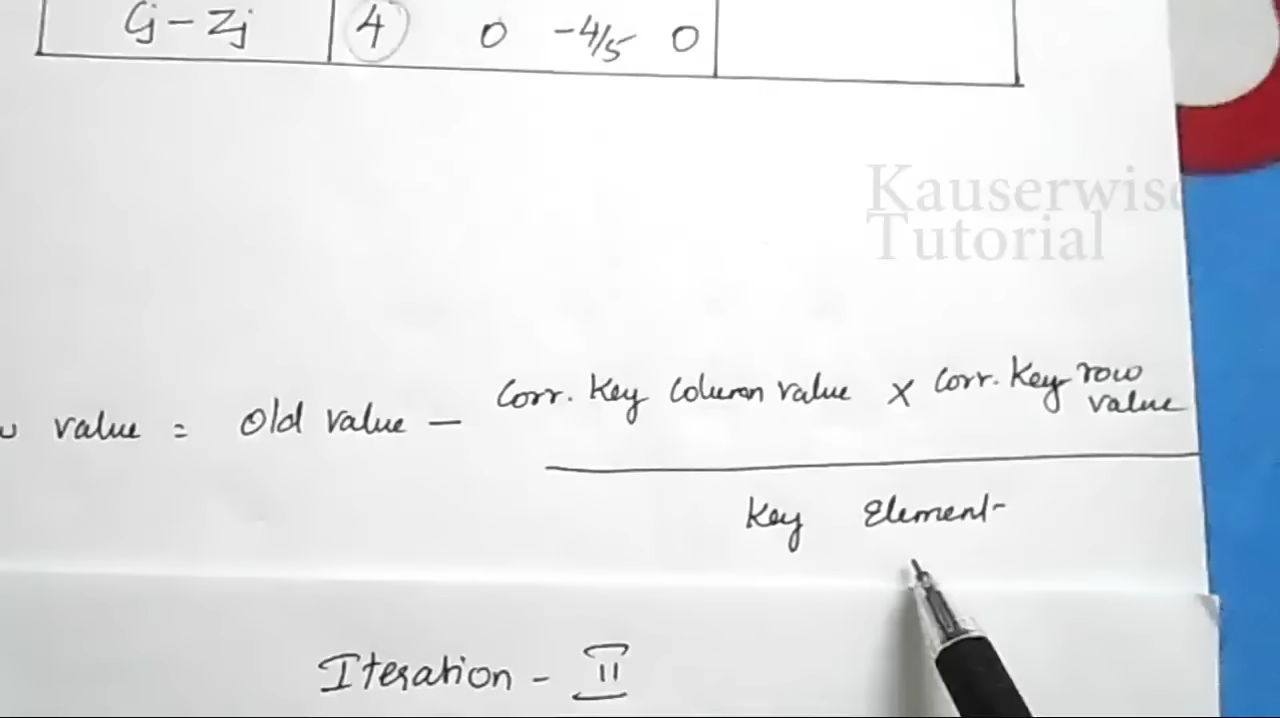 Cj - Zj 4 0 -4/5 0
Kauserwise
Tutorial
value = old value - Corr. Key Column value × Corr. Key row value
Key Element
Iteration - II